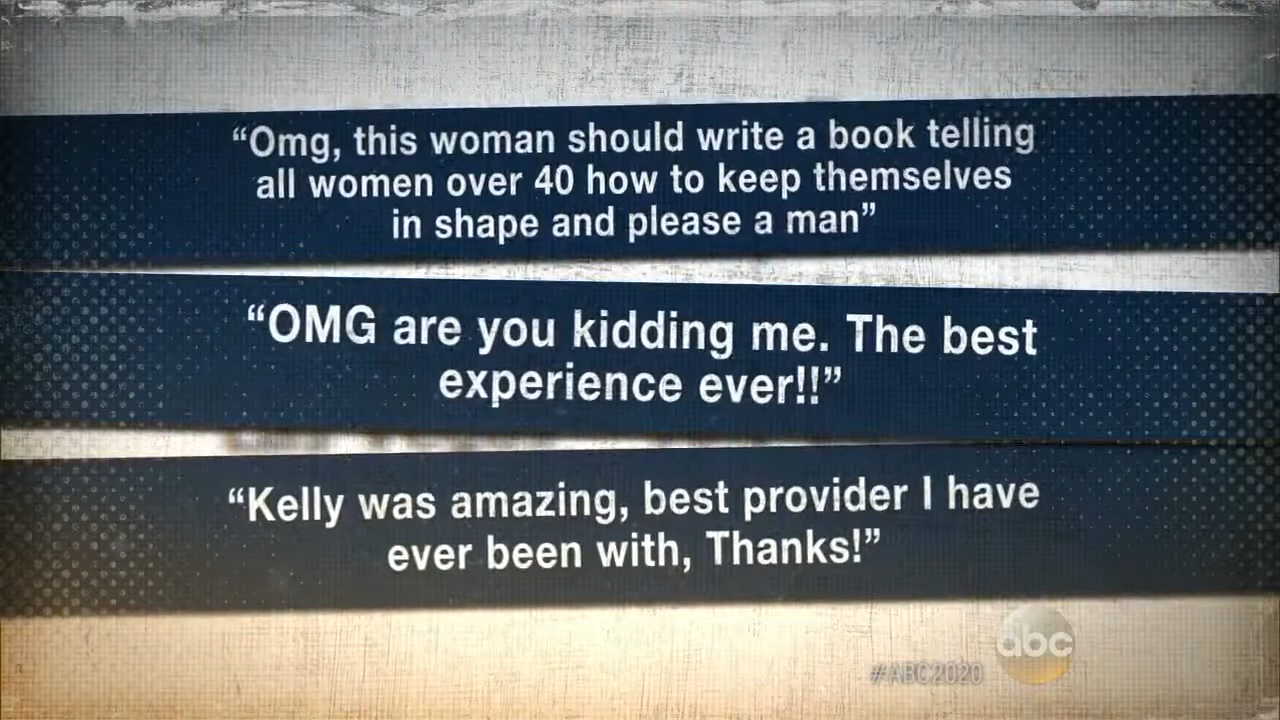 “Omg, this woman should write a book telling
all women over 40 how to keep themselves
in shape and please a man”
“OMG are you kidding me. The best
experience ever!!”
“Kelly was amazing, best provider I have
ever been with, Thanks!”
abc
#ABC2020